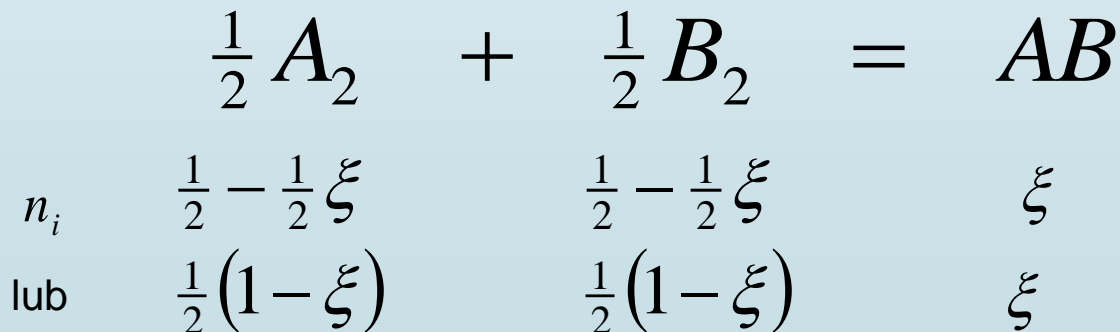 ½ A₂ + ½ B₂ = AB
nᵢ ½ − ½ ξ ½ − ½ ξ ξ
lub ½(1 − ξ) ½(1 − ξ) ξ